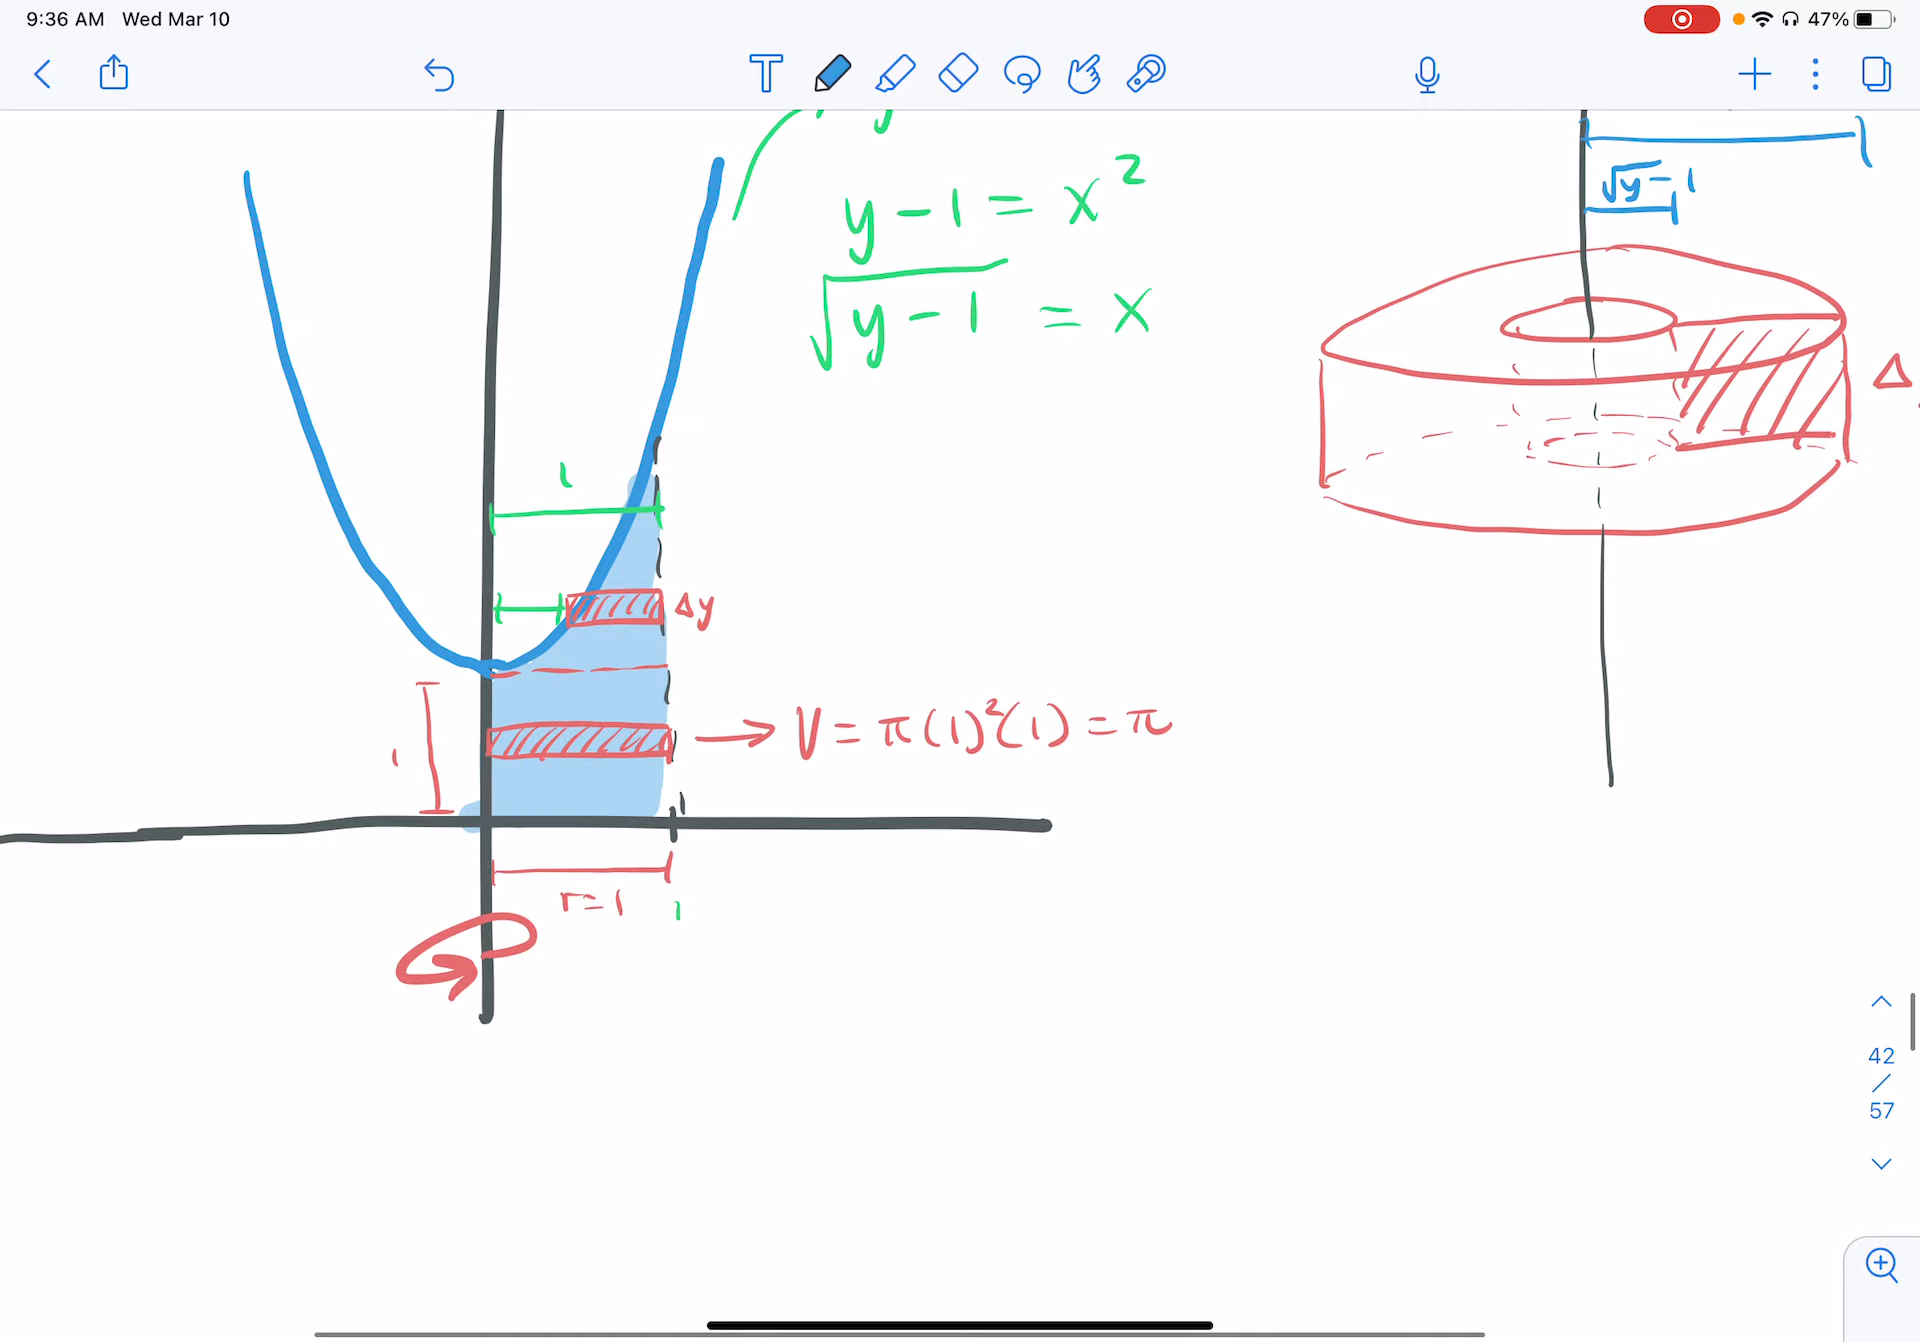 9:36 AM Wed Mar 10
47%
y - 1 = x²
√(y - 1) = x
√y - 1
Δ
1
Δy
→ V = π(1)²(1) = π
1
1
r = 1
1
42
/
57